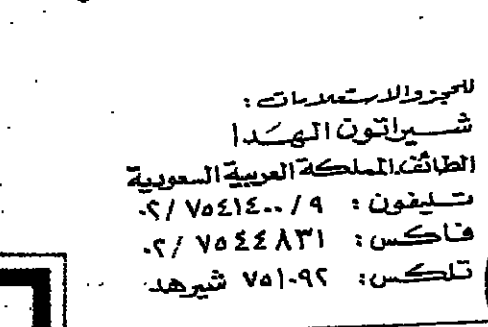 للحجز والاستعلامات :
شيراتون الهدا
الطائف المملكة العربية السعودية
تليفون : ٩ / ٧٥٤١٤٠٠ / ٠٢
فاكس : ٧٥٤٤٨٣١ / ٠٢
تلكس : ٧٥١٠٩٢ شيرهد